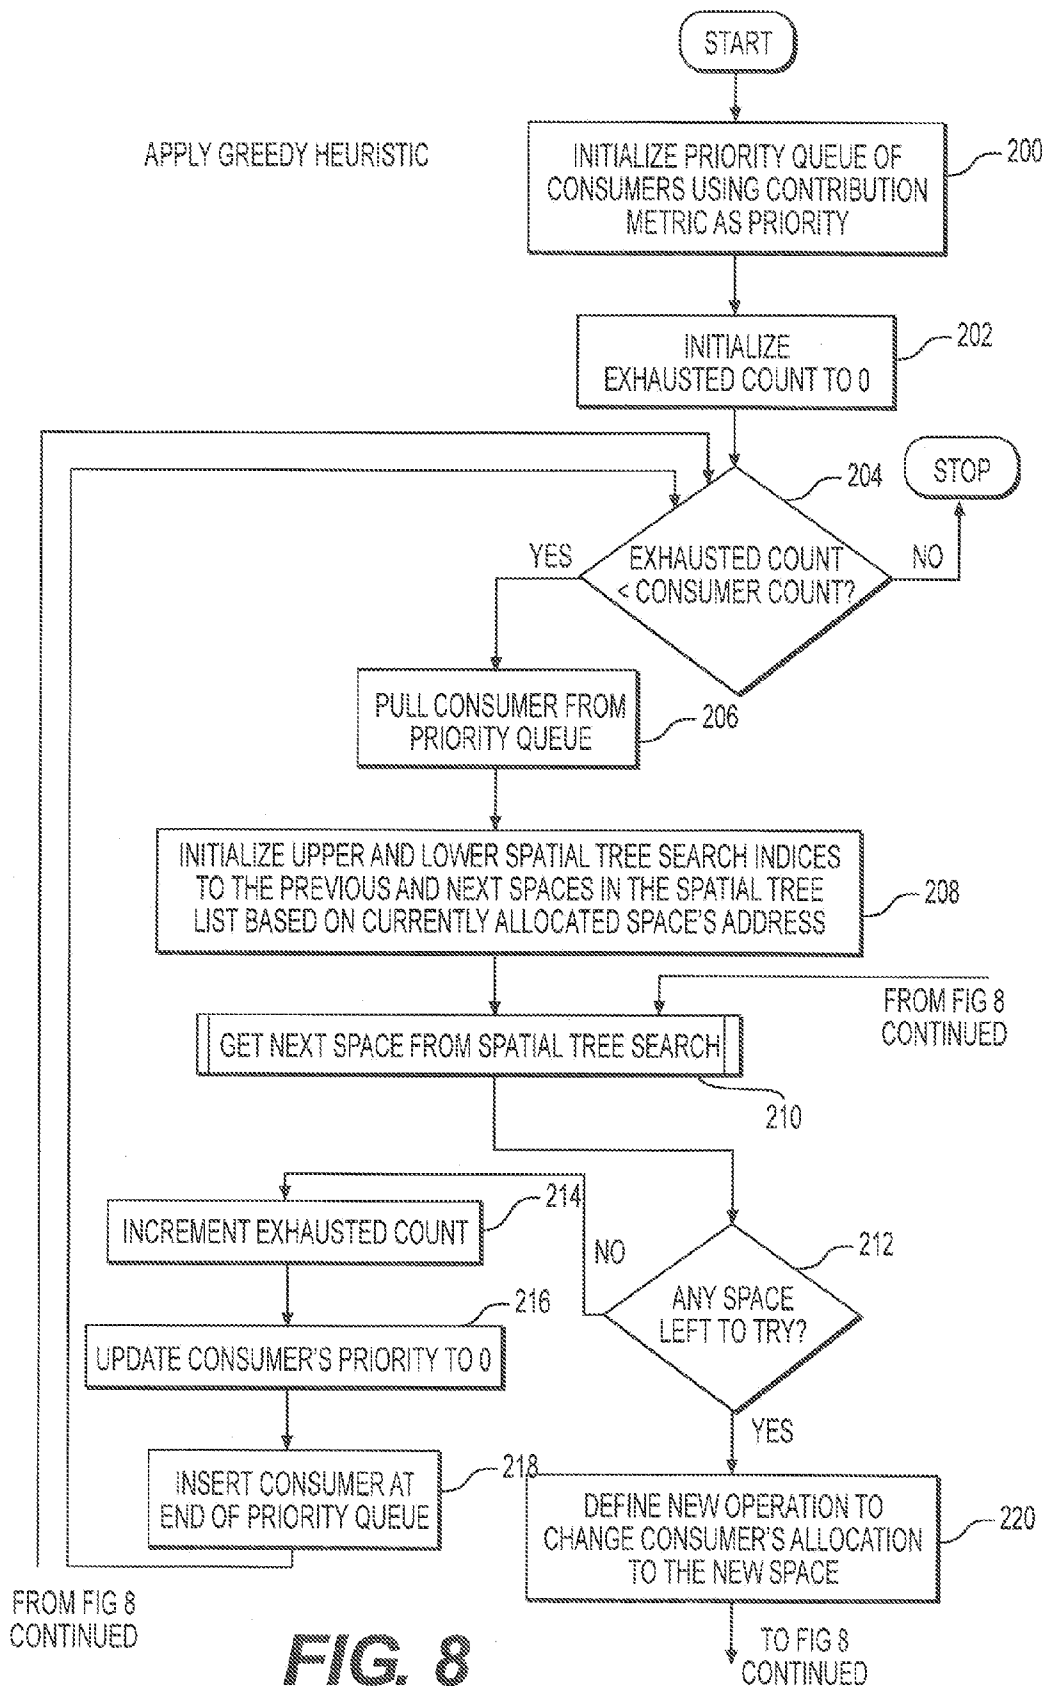 START
APPLY GREEDY HEURISTIC
INITIALIZE PRIORITY QUEUE OF
CONSUMERS USING CONTRIBUTION
METRIC AS PRIORITY
200
INITIALIZE
EXHAUSTED COUNT TO 0
202
204
STOP
YES
EXHAUSTED COUNT
< CONSUMER COUNT?
NO
PULL CONSUMER FROM
PRIORITY QUEUE
206
INITIALIZE UPPER AND LOWER SPATIAL TREE SEARCH INDICES
TO THE PREVIOUS AND NEXT SPACES IN THE SPATIAL TREE
LIST BASED ON CURRENTLY ALLOCATED SPACE'S ADDRESS
208
FROM FIG 8
CONTINUED
GET NEXT SPACE FROM SPATIAL TREE SEARCH
210
214
INCREMENT EXHAUSTED COUNT
NO
212
ANY SPACE
LEFT TO TRY?
216
UPDATE CONSUMER'S PRIORITY TO 0
YES
218
INSERT CONSUMER AT
END OF PRIORITY QUEUE
DEFINE NEW OPERATION TO
CHANGE CONSUMER'S ALLOCATION
TO THE NEW SPACE
220
FROM FIG 8
CONTINUED
FIG. 8
TO FIG 8
CONTINUED